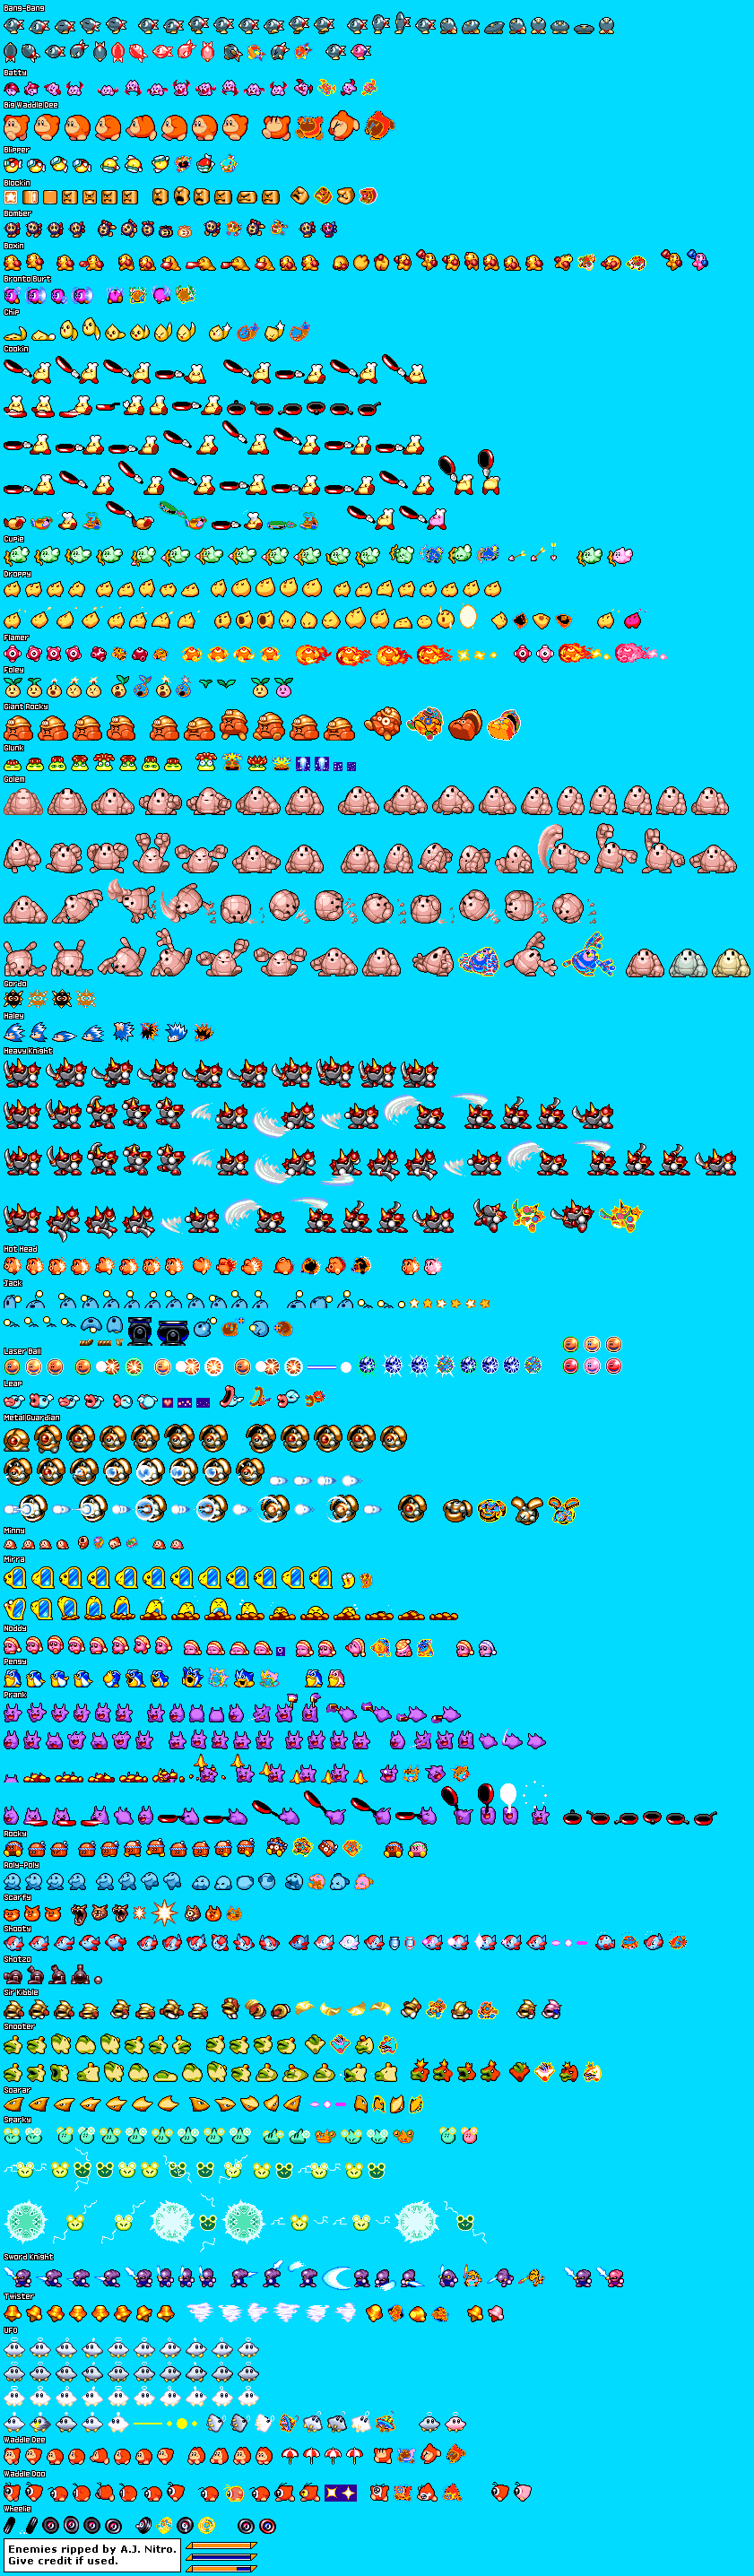 Bang-Bang
Batty
Big Waddle Dee
Blipper
Blockin
Bomber
Boxin
Bronto Burt
Chip
Cookin
Cupie
Droppy
Flamer
Foley
Giant Rocky
Glunk
Golem
Gordo
Haley
Heavy Knight
Hot Head
Jack
Laser Ball
Leap
Metal Guardian
Minny
Mirra
Noddy
Pengy
Prank
Rocky
Roly-Poly
Scarfy
Shooty
Shotzo
Sir Kibble
Snooter
Soarar
Sparky
Sword Knight
Twister
UFO
Waddle Dee
Waddle Doo
Wheelie
Enemies ripped by A.J. Nitro.
Give credit if used.